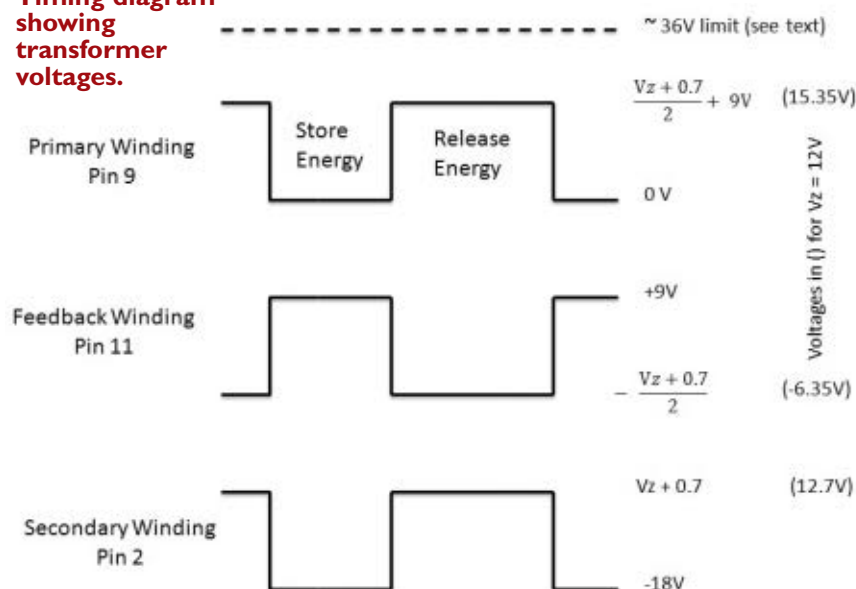 Timing diagram
showing
transformer
voltages.
~ 36V limit (see text)
Primary Winding
Pin 9
Store
Energy
Release
Energy
Vz + 0.7
2
+ 9V
(15.35V)
0 V
Feedback Winding
Pin 11
+9V
− Vz + 0.7
2
(-6.35V)
Secondary Winding
Pin 2
Vz + 0.7
(12.7V)
-18V
Voltages in () for Vz = 12V